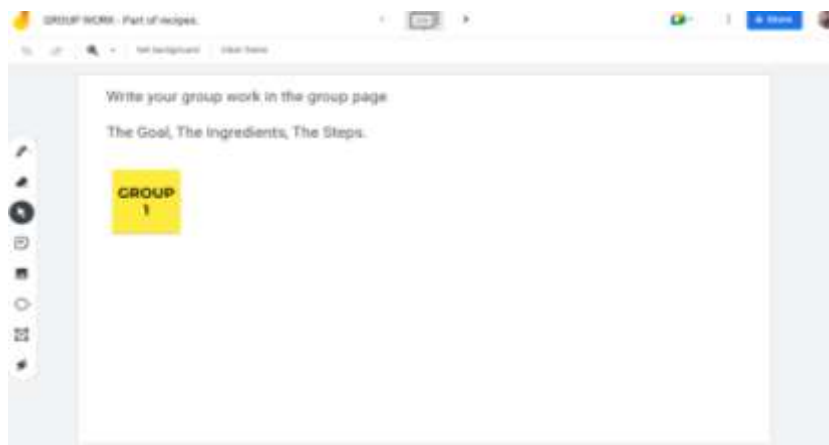 GROUP WORK - Part of recipes.
Share
Set background
Clear frame
Write your group work in the group page
The Goal, The Ingredients, The Steps.
GROUP
1